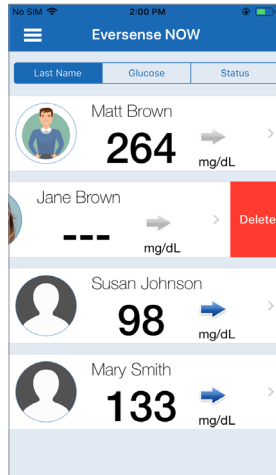 No SIM 2:00 PM
Eversense NOW
Last Name Glucose Status
Matt Brown
264
mg/dL
Jane Brown
---
mg/dL
Delete
Susan Johnson
98
mg/dL
Mary Smith
133
mg/dL